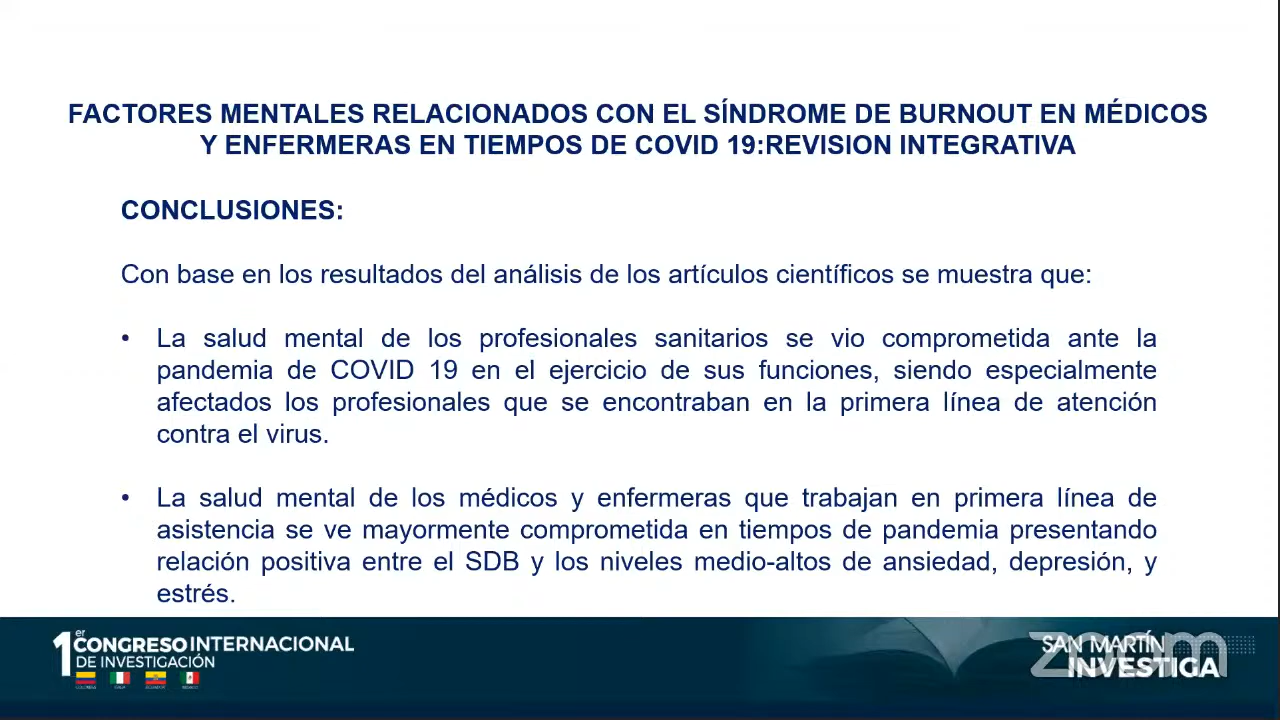 FACTORES MENTALES RELACIONADOS CON EL SÍNDROME DE BURNOUT EN MÉDICOS
Y ENFERMERAS EN TIEMPOS DE COVID 19:REVISION INTEGRATIVA
CONCLUSIONES:
Con base en los resultados del análisis de los artículos científicos se muestra que:
• La salud mental de los profesionales sanitarios se vio comprometida ante la
pandemia de COVID 19 en el ejercicio de sus funciones, siendo especialmente
afectados los profesionales que se encontraban en la primera línea de atención
contra el virus.
• La salud mental de los médicos y enfermeras que trabajan en primera línea de
asistencia se ve mayormente comprometida en tiempos de pandemia presentando
relación positiva entre el SDB y los niveles medio-altos de ansiedad, depresión, y
estrés.
1er CONGRESO INTERNACIONAL
DE INVESTIGACIÓN
COLOMBIA ITALIA ECUADOR MÉXICO
SAN MARTÍN
INVESTIGA
zoom